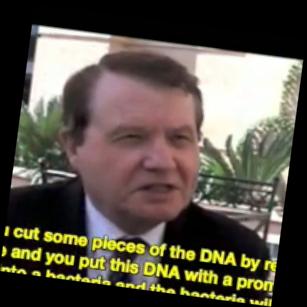 cut some pieces of the DNA by
and you put this DNA with a
a bacteria and the bacteria